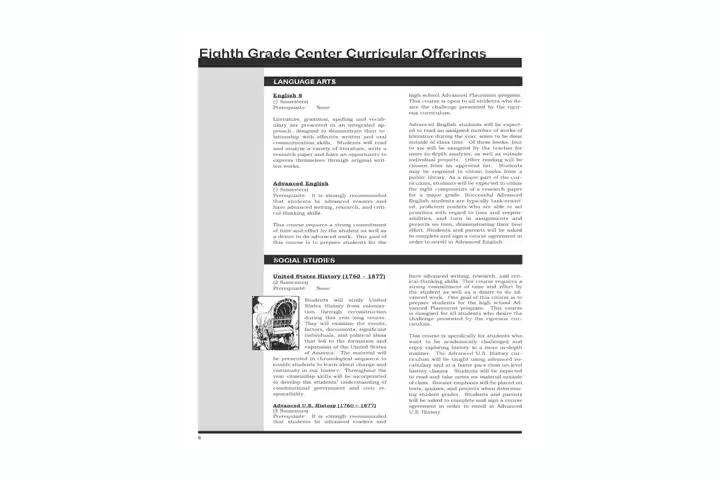 Eighth Grade Center Curricular Offerings
LANGUAGE ARTS
English 8
(2 Semesters)
Prerequisite: None
Literature, grammar, spelling and vocab-
ulary are presented in an integrated ap-
proach, designed to demonstrate their re-
lationship with effective written and oral
communication skills. Students will read
and analyze a variety of literature, write a
research paper and have an opportunity to
express themselves through original writ-
ten works.
Advanced English
(2 Semesters)
Prerequisite: It is strongly recommended
that students be advanced readers and
have advanced writing, research, and criti-
cal-thinking skills.
This course requires a strong commitment
of time and effort by the student as well as
a desire to do advanced work. One goal of
this course is to prepare students for the
high school Advanced Placement program.
This course is open to all students who de-
sire the challenge presented by the rigor-
ous curriculum.
Advanced English students will be expect-
ed to read an assigned number of works of
literature during the year, some to be done
outside of class time. Of these books, four
to six will be assigned by the teacher for
more in-depth analysis, as well as outside
individual projects. Other reading will be
chosen from an approved list. Students
may be required to obtain books from a
public library. As a major part of the cur-
riculum, students will be expected to utilize
the eight components of a research paper
for a major grade. Successful Advanced
English students are typically task-orient-
ed, proficient readers who are able to set
priorities with regard to time and respon-
sibilities, and turn in assignments and
projects on time, demonstrating their best
effort. Students and parents will be asked
to complete and sign a course agreement in
order to enroll in Advanced English.
SOCIAL STUDIES
United States History (1760 – 1877)
(2 Semesters)
Prerequisite: None
Students will study United
States History from coloniza-
tion through reconstruction
during this year-long course.
They will examine the events,
factors, documents, significant
individuals, and political ideas
that led to the formation and
expansion of the United States
of America. The material will
be presented in chronological sequence to
enable students to learn about change and
continuity in our history. Throughout the
year citizenship skills will be incorporated
to develop the students' understanding of
constitutional government and civic re-
sponsibility.
Advanced U.S. History (1760 – 1877)
(2 Semesters)
Prerequisite: It is strongly recommended
that students be advanced readers and
have advanced writing, research, and crit-
ical-thinking skills. This course requires a
strong commitment of time and effort by
the student as well as a desire to do ad-
vanced work. One goal of this course is to
prepare students for the high school Ad-
vanced Placement program. This course
is designed for all students who desire the
challenge presented by the rigorous cur-
riculum.
This course is specifically for students who
want to be academically challenged and
enjoy exploring history in a more in-depth
manner. The Advanced U.S. History cur-
riculum will be taught using advanced vo-
cabulary and at a faster pace than on-level
history classes. Students will be expected
to read and take notes on material outside
of class. Greater emphasis will be placed on
tests, quizzes, and projects when determin-
ing student grades. Students and parents
will be asked to complete and sign a course
agreement in order to enroll in Advanced
U.S. History.
6